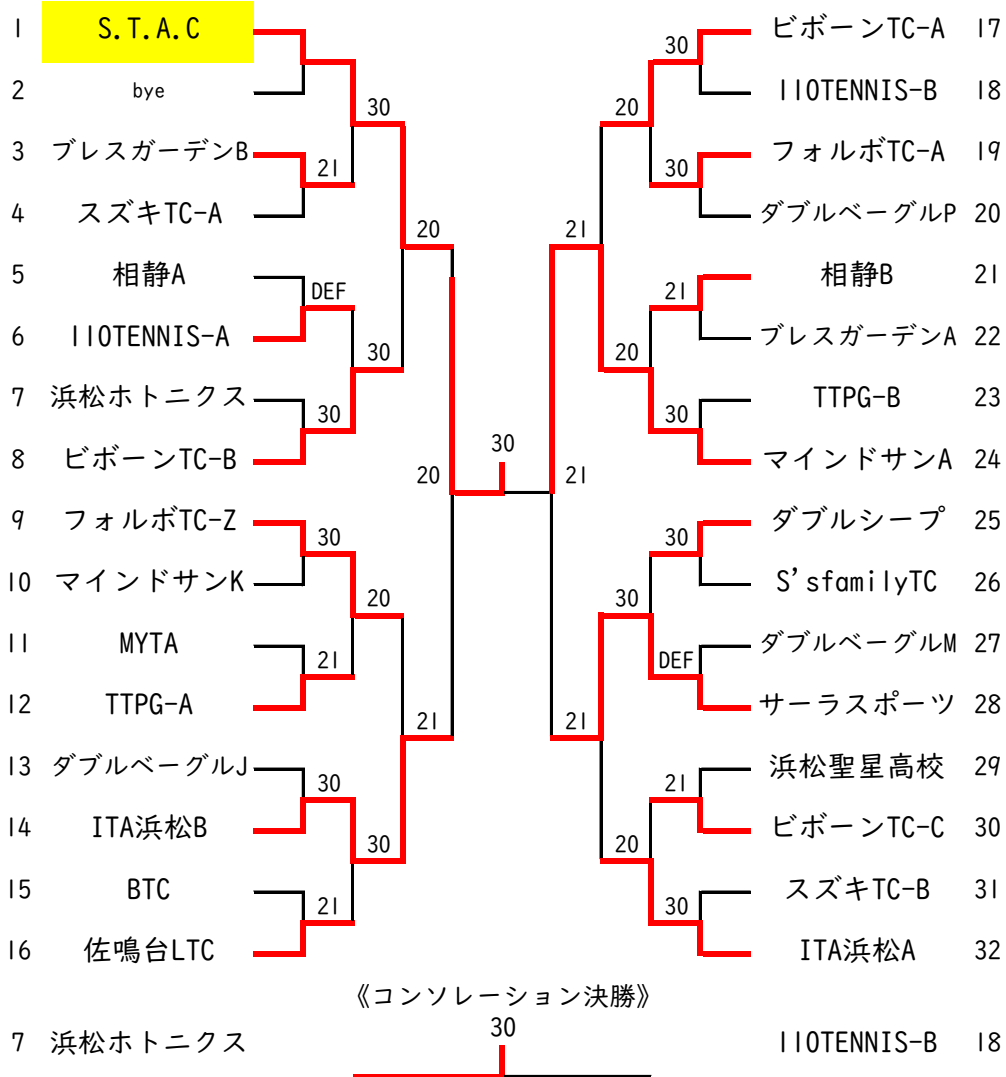 1 S.T.A.C
ビボーンTC-A 17
30
2 bye
110TENNIS-B 18
30
20
3 ブレスガーデンB
フォルボTC-A 19
21
30
4 スズキTC-A
ダブルベーグルP 20
20
21
5 相静A
相静B 21
DEF
21
6 110TENNIS-A
ブレスガーデンA 22
30
20
7 浜松ホトニクス
TTPG-B 23
30
30
8 ビボーンTC-B
マインドサンA 24
30
20
21
9 フォルボTC-Z
ダブルシープ 25
30
30
10 マインドサンK
S'sfamilyTC 26
20
30
11 MYTA
ダブルベーグルM 27
21
DEF
12 TTPG-A
サーラスポーツ 28
21
21
13 ダブルベーグルJ
浜松聖星高校 29
30
21
14 ITA浜松B
ビボーンTC-C 30
30
20
15 BTC
スズキTC-B 31
21
30
16 佐鳴台LTC
ITA浜松A 32
《コンソレーション決勝》
30
7 浜松ホトニクス
110TENNIS-B 18